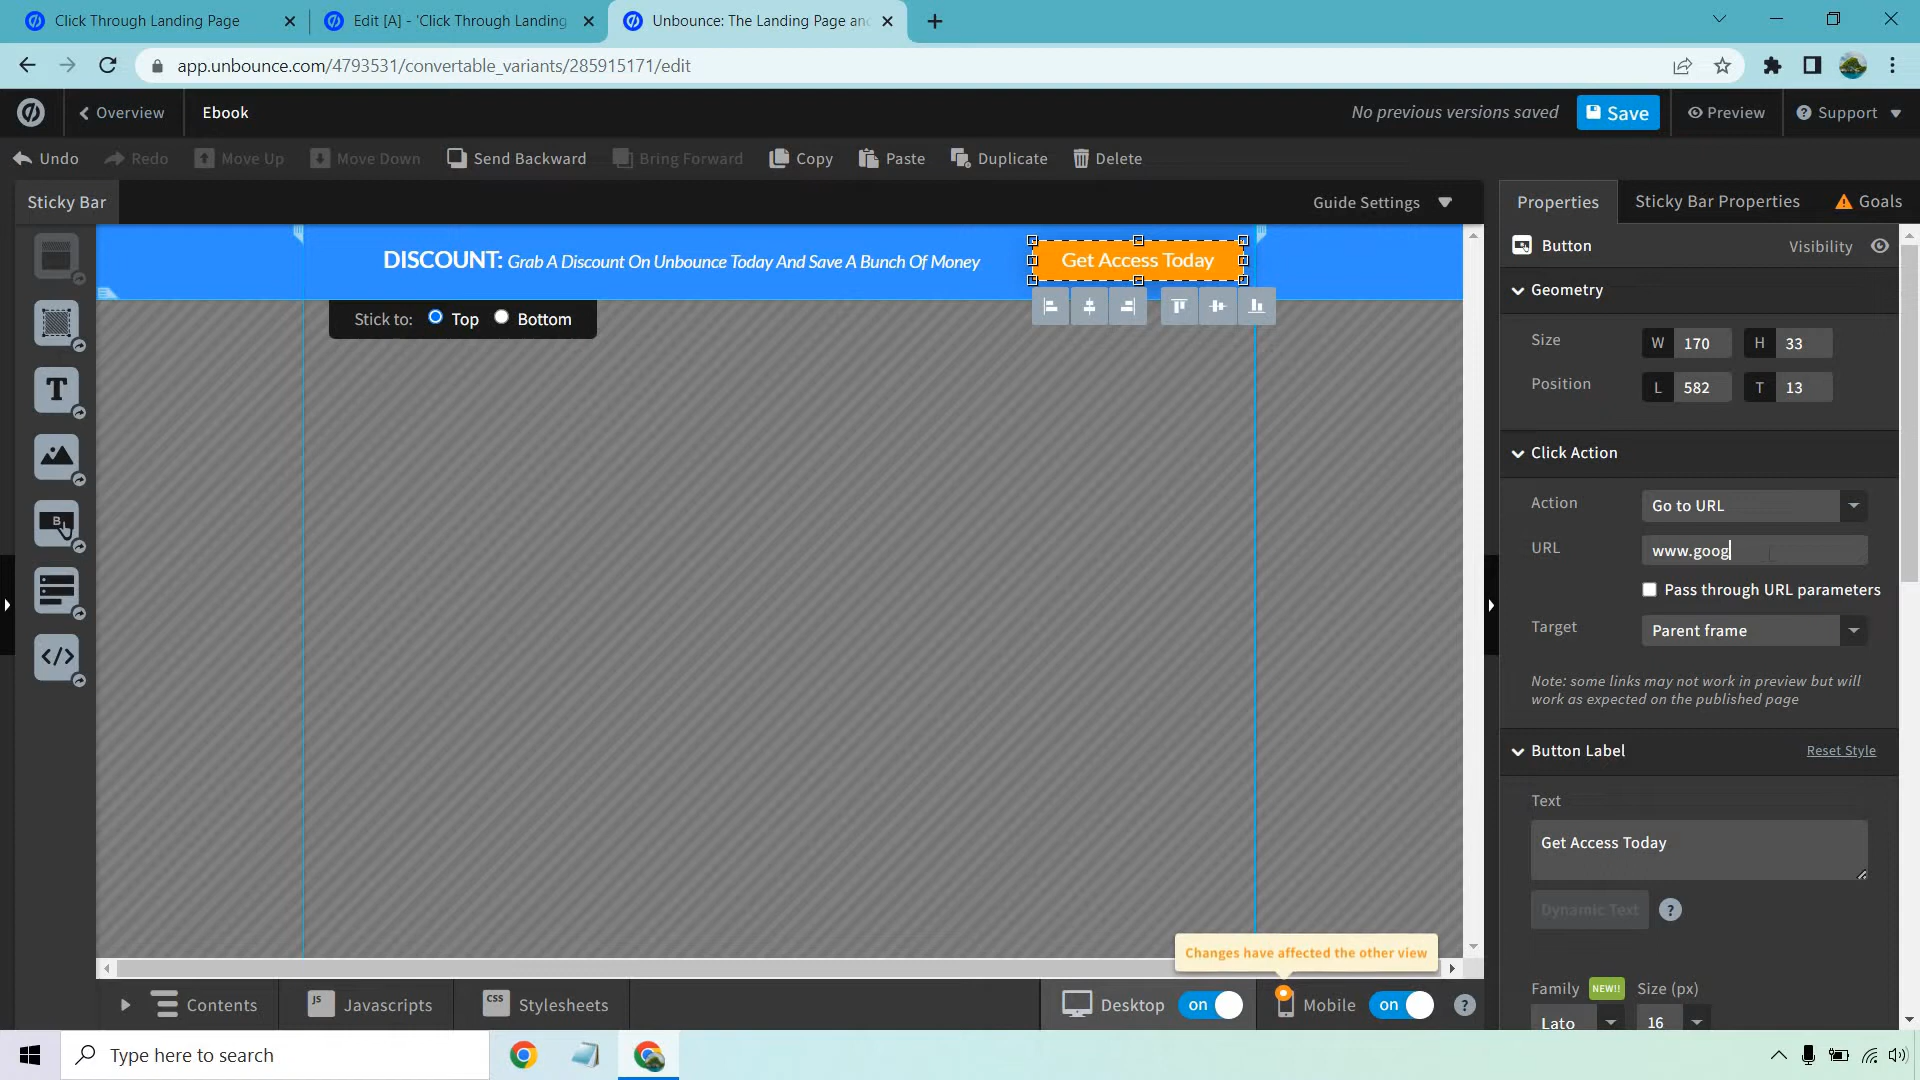 Click Through Landing Page
Edit [A] - 'Click Through Landing
Unbounce: The Landing Page an
app.unbounce.com/4793531/convertable_variants/285915171/edit
Overview
Ebook
No previous versions saved
Save
Preview
Support
Undo
Redo
Move Up
Move Down
Send Backward
Bring Forward
Copy
Paste
Duplicate
Delete
Sticky Bar
Guide Settings
Properties
Sticky Bar Properties
Goals
DISCOUNT: Grab A Discount On Unbounce Today And Save A Bunch Of Money
Get Access Today
Stick to:
Top
Bottom
Button
Visibility
Geometry
Size
W 170
H 33
Position
L 582
T 13
Click Action
Action
Go to URL
URL
www.goog
Pass through URL parameters
Target
Parent frame
Note: some links may not work in preview but will
work as expected on the published page
Button Label
Reset Style
Text
Get Access Today
Dynamic Text
?
Family NEW!! Size (px)
Lato
16
T
B
</>
Changes have affected the other view
Contents
JS Javascripts
CSS Stylesheets
Desktop
on
Mobile
on
?
Type here to search